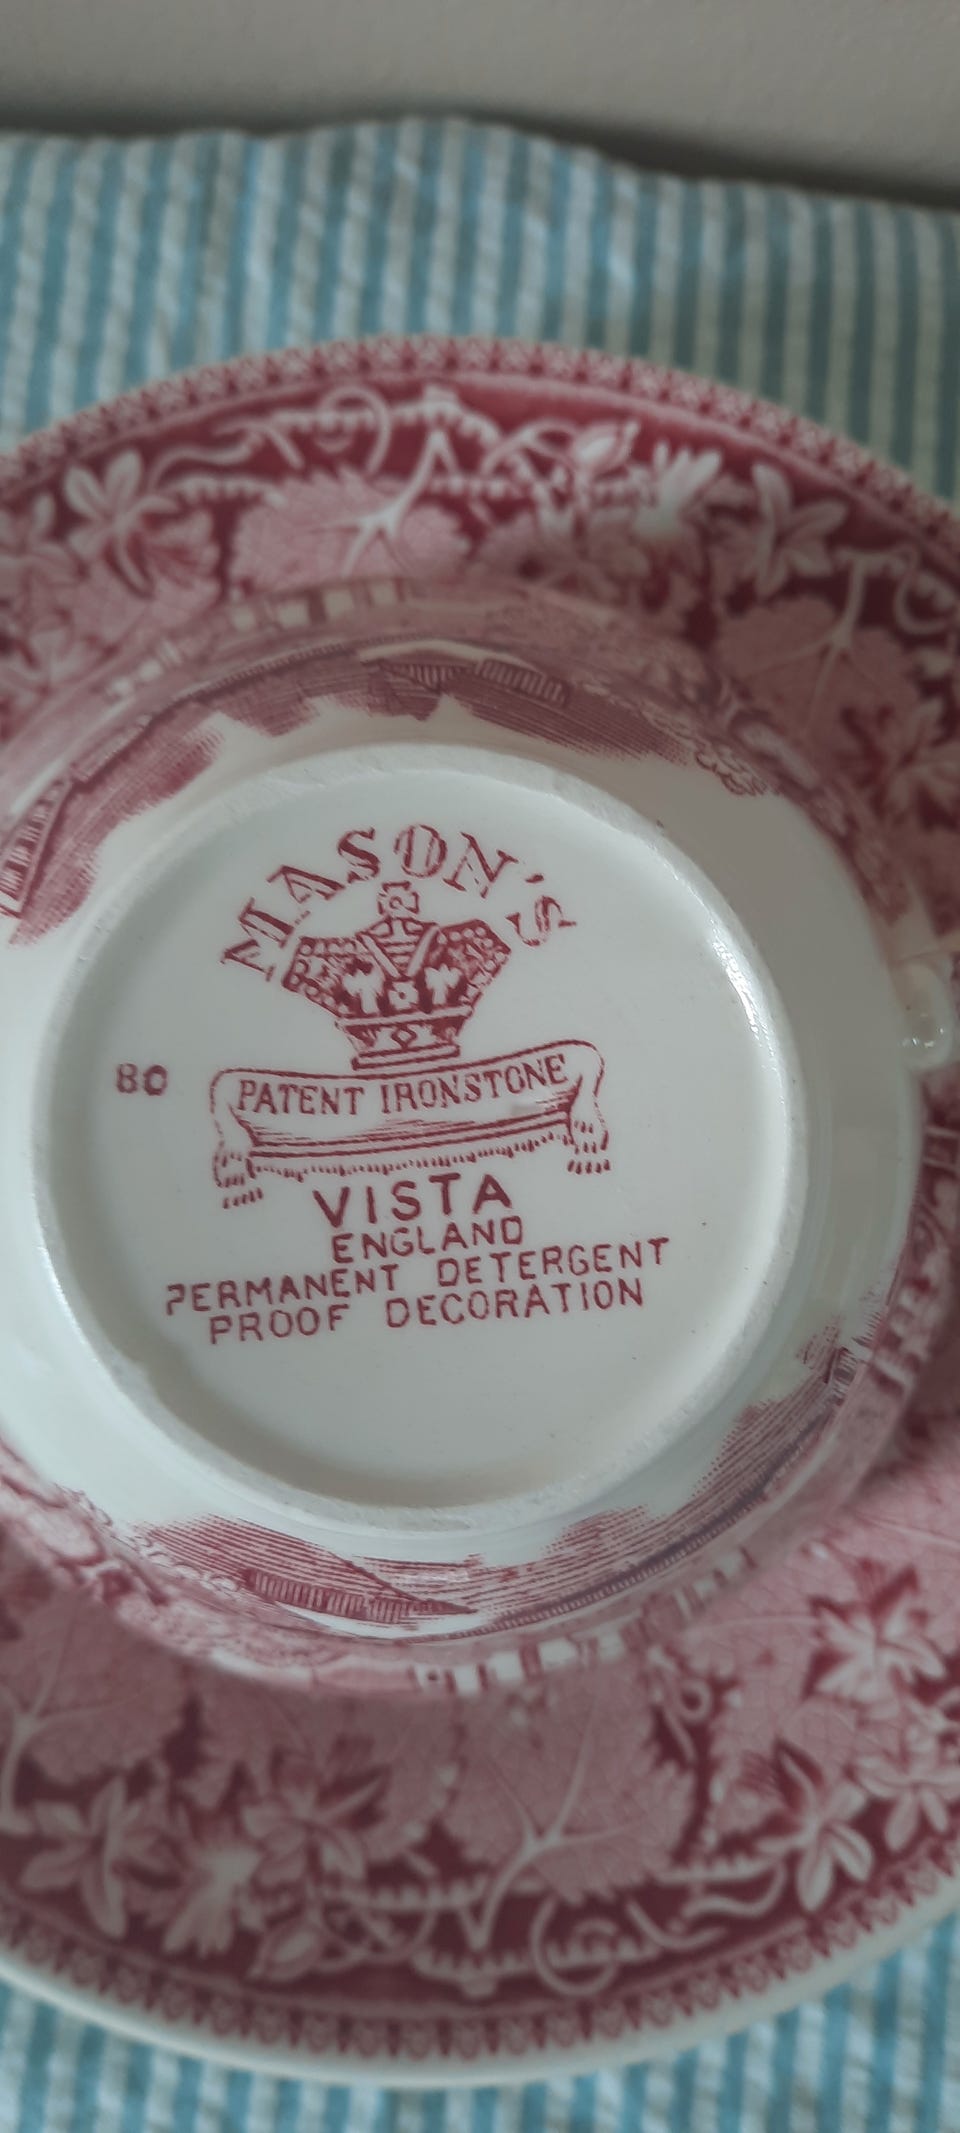 MASON'S
80
PATENT IRONSTONE
VISTA
ENGLAND
PERMANENT DETERGENT
PROOF DECORATION